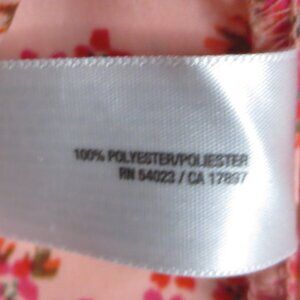 100% POLYESTER/POLIESTER
RN 54023 / CA 17897